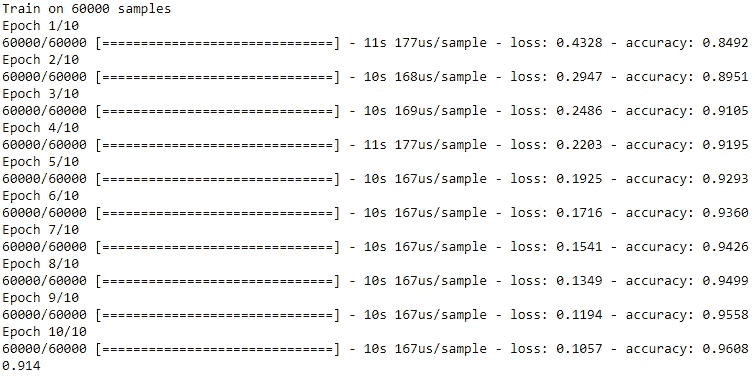 Train on 60000 samples
Epoch 1/10
60000/60000 [==============================] - 11s 177us/sample - loss: 0.4328 - accuracy: 0.8492
Epoch 2/10
60000/60000 [==============================] - 10s 168us/sample - loss: 0.2947 - accuracy: 0.8951
Epoch 3/10
60000/60000 [==============================] - 10s 169us/sample - loss: 0.2486 - accuracy: 0.9105
Epoch 4/10
60000/60000 [==============================] - 11s 177us/sample - loss: 0.2203 - accuracy: 0.9195
Epoch 5/10
60000/60000 [==============================] - 10s 167us/sample - loss: 0.1925 - accuracy: 0.9293
Epoch 6/10
60000/60000 [==============================] - 10s 167us/sample - loss: 0.1716 - accuracy: 0.9360
Epoch 7/10
60000/60000 [==============================] - 10s 167us/sample - loss: 0.1541 - accuracy: 0.9426
Epoch 8/10
60000/60000 [==============================] - 10s 167us/sample - loss: 0.1349 - accuracy: 0.9499
Epoch 9/10
60000/60000 [==============================] - 10s 167us/sample - loss: 0.1194 - accuracy: 0.9558
Epoch 10/10
60000/60000 [==============================] - 10s 167us/sample - loss: 0.1057 - accuracy: 0.9608
0.914